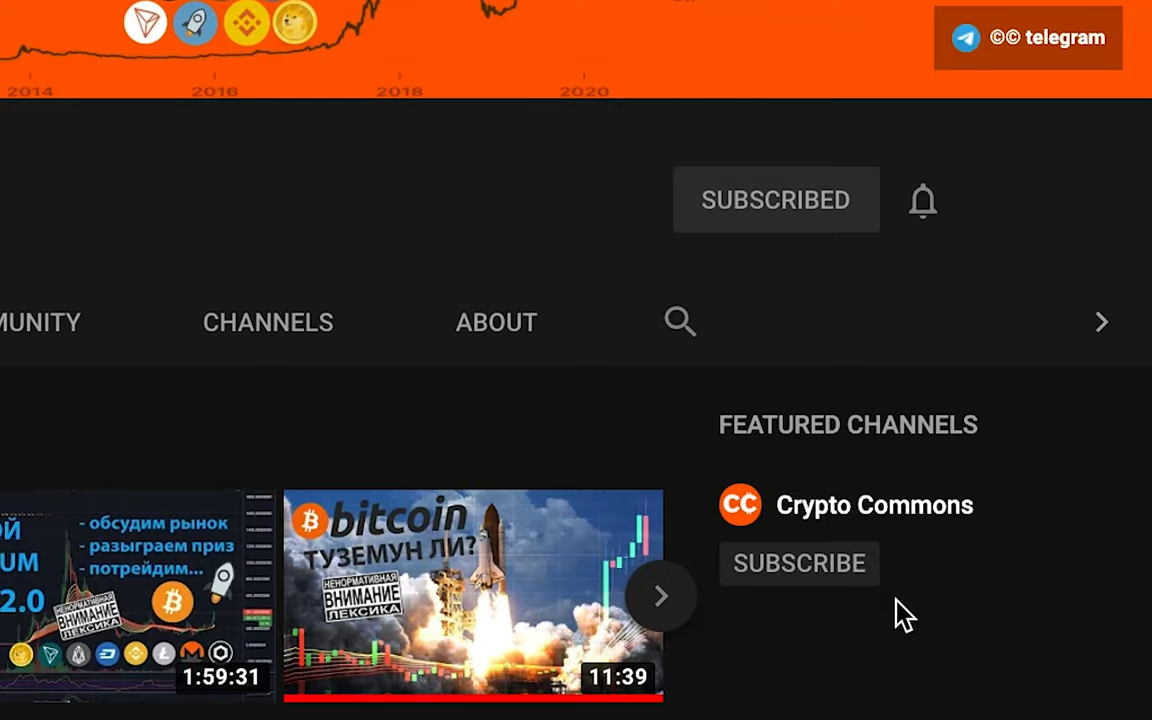 ©© telegram
2014 2016 2018 2020
SUBSCRIBED
MUNITY CHANNELS ABOUT
FEATURED CHANNELS
CC Crypto Commons
SUBSCRIBE
ОЙ
UM
2.0
- обсудим рынок
- разыграем приз
- потрейдим...
НЕНОРМАТИВНАЯ
ВНИМАНИЕ
ЛЕКСИКА
1:59:31
bitcoin
ТУЗЕМУН ЛИ?
НЕНОРМАТИВНАЯ
ВНИМАНИЕ
ЛЕКСИКА
11:39